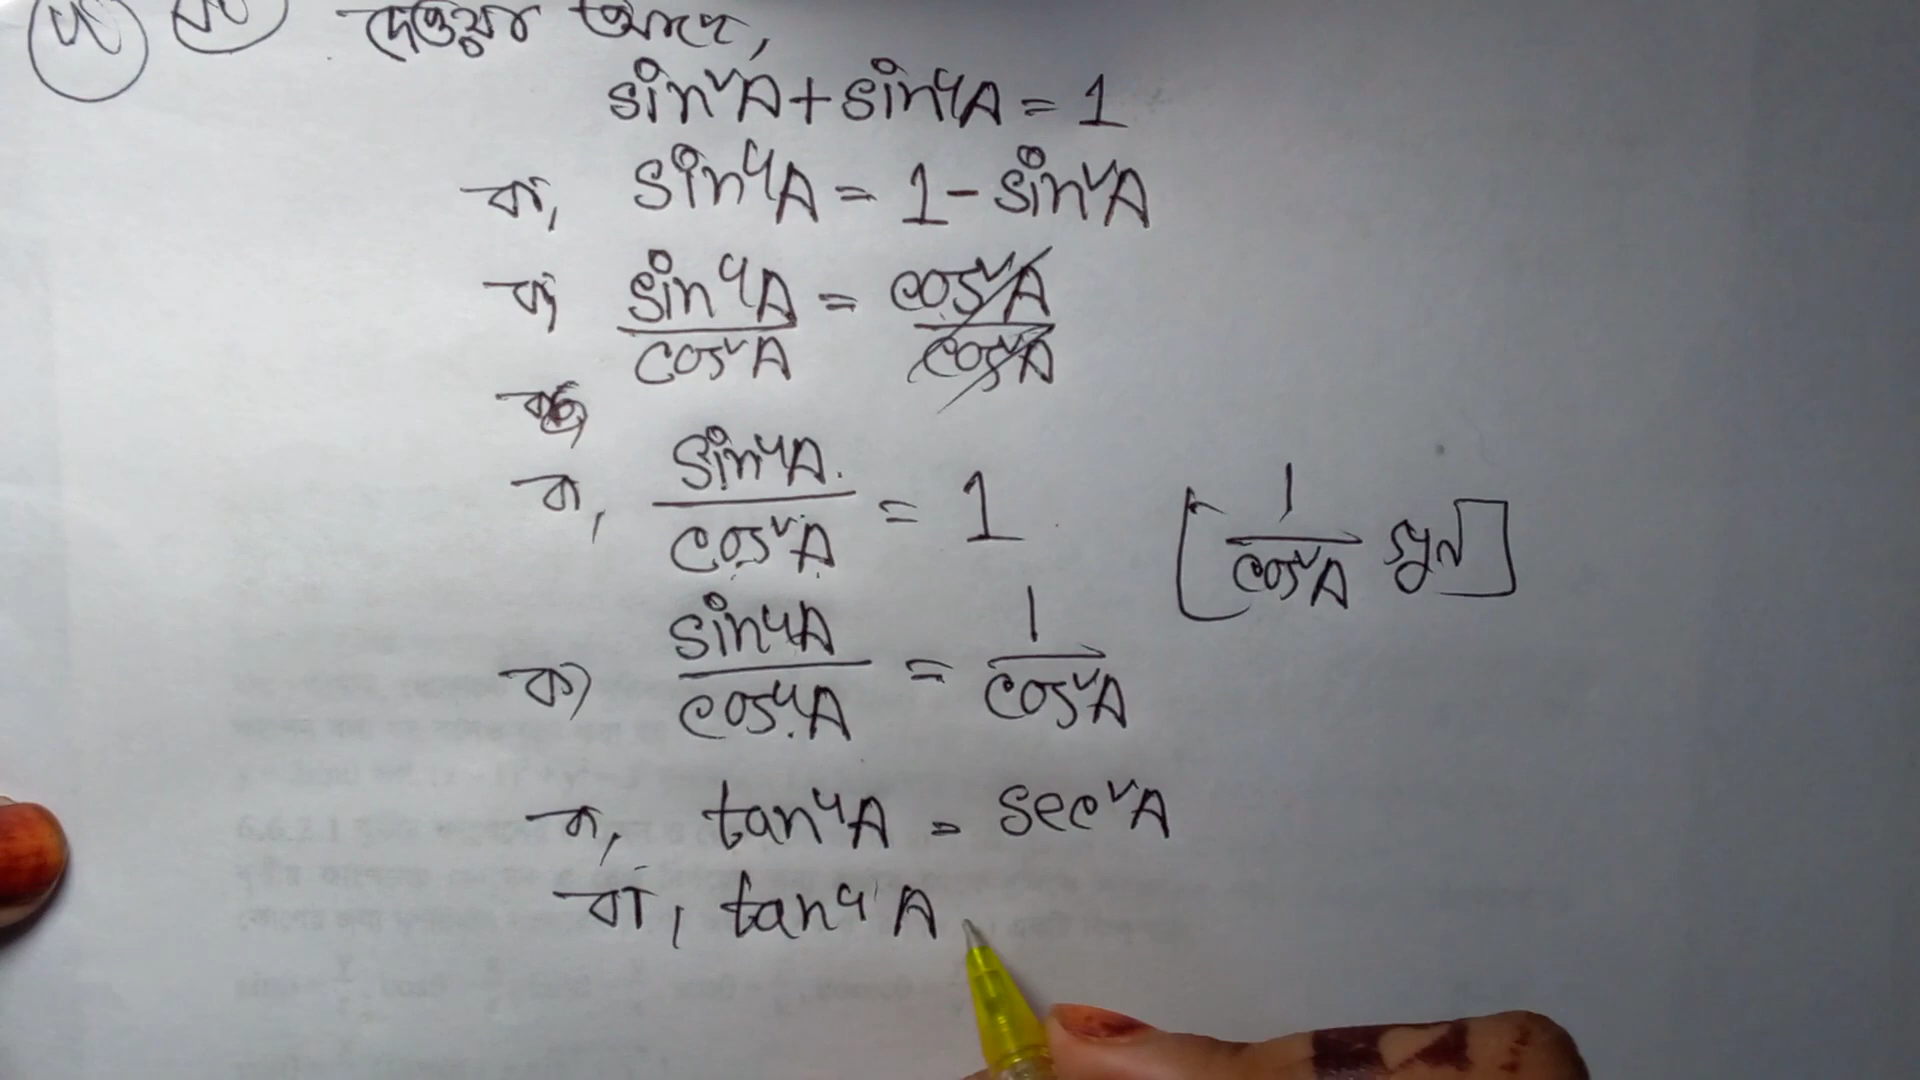 দেওয়া আছে,
sin²A + sin⁴A = 1
বা, sin⁴A = 1 - sin²A
বা, sin⁴A/cos²A = cos²A/cos²A
বা, sin⁴A/cos²A = 1 [1/cos²A গুন]
বা, sin⁴A/cos⁴A = 1/cos²A
বা, tan⁴A = sec²A
বা, tan⁴A